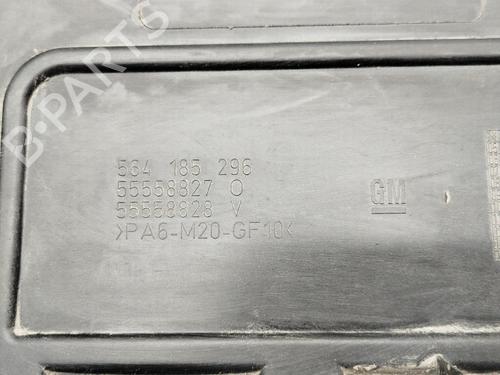 B-PARTS
564 185 296
55558827 O
55558828 V
>PA6-M20-GF10<
GM